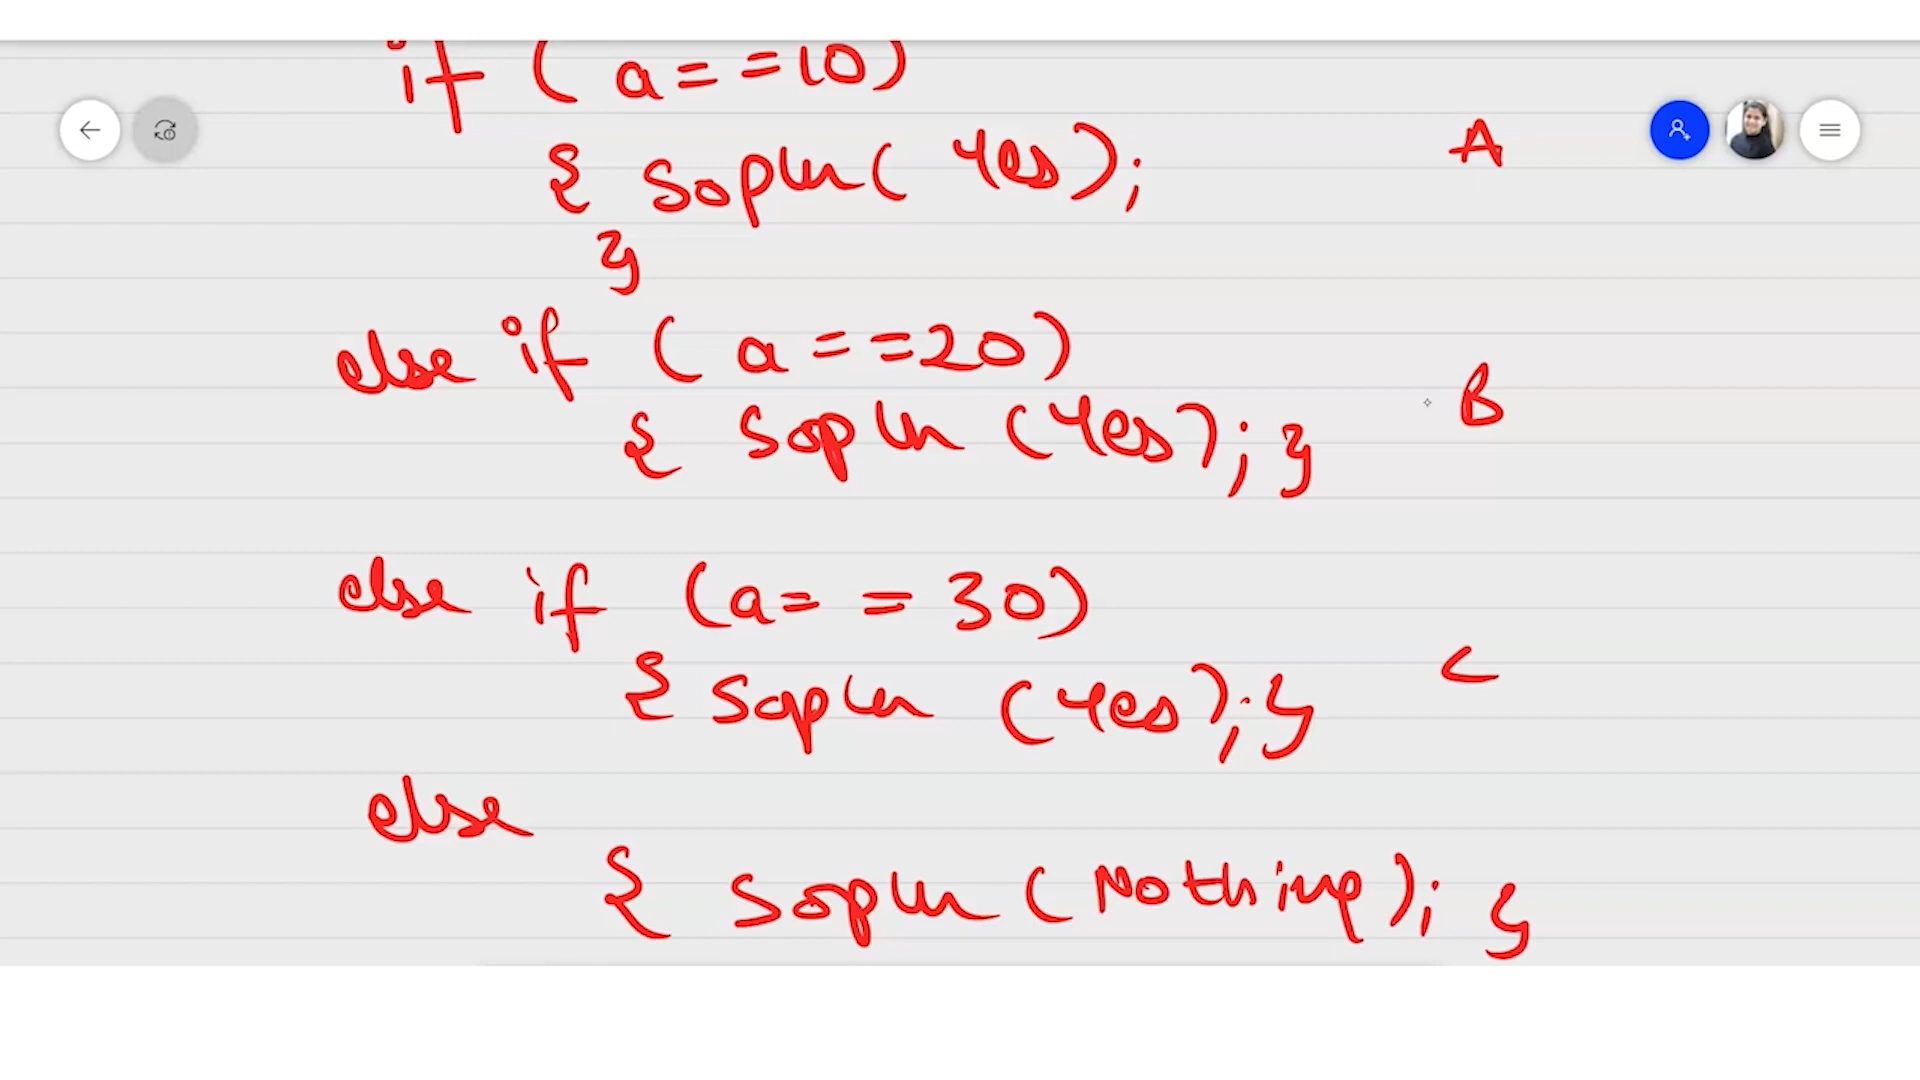 if ( a==10)
{ Sopln( Yes);
A
}
else if ( a==20)
{ Sopln (Yes); }
B
else if (a==30)
{ Sopln (Yes); }
C
else
{ Sopln ( Nothing); }